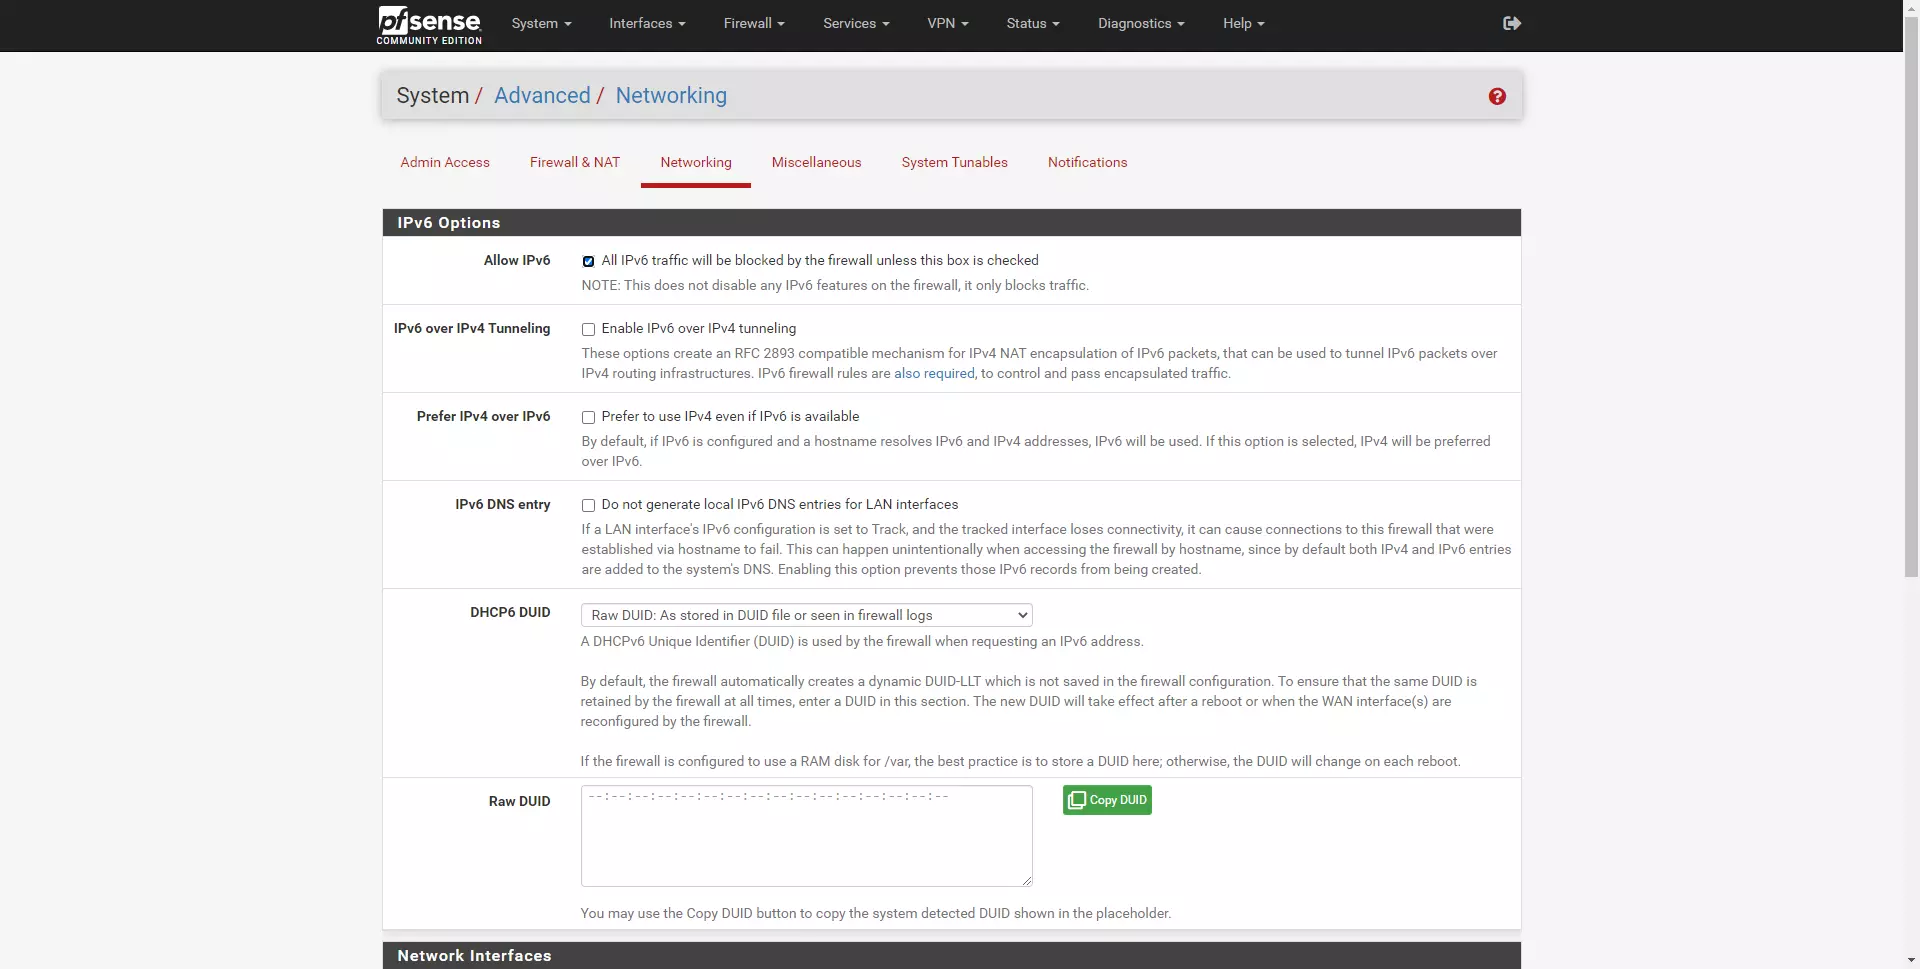 pfsense
COMMUNITY EDITION
System
Interfaces
Firewall
Services
VPN
Status
Diagnostics
Help
System / Advanced / Networking
Admin Access
Firewall & NAT
Networking
Miscellaneous
System Tunables
Notifications
IPv6 Options
Allow IPv6
All IPv6 traffic will be blocked by the firewall unless this box is checked
NOTE: This does not disable any IPv6 features on the firewall, it only blocks traffic.
IPv6 over IPv4 Tunneling
Enable IPv6 over IPv4 tunneling
These options create an RFC 2893 compatible mechanism for IPv4 NAT encapsulation of IPv6 packets, that can be used to tunnel IPv6 packets over
IPv4 routing infrastructures. IPv6 firewall rules are also required, to control and pass encapsulated traffic.
Prefer IPv4 over IPv6
Prefer to use IPv4 even if IPv6 is available
By default, if IPv6 is configured and a hostname resolves IPv6 and IPv4 addresses, IPv6 will be used. If this option is selected, IPv4 will be preferred
over IPv6.
IPv6 DNS entry
Do not generate local IPv6 DNS entries for LAN interfaces
If a LAN interface's IPv6 configuration is set to Track, and the tracked interface loses connectivity, it can cause connections to this firewall that were
established via hostname to fail. This can happen unintentionally when accessing the firewall by hostname, since by default both IPv4 and IPv6 entries
are added to the system's DNS. Enabling this option prevents those IPv6 records from being created.
DHCP6 DUID
Raw DUID: As stored in DUID file or seen in firewall logs
A DHCPv6 Unique Identifier (DUID) is used by the firewall when requesting an IPv6 address.
By default, the firewall automatically creates a dynamic DUID-LLT which is not saved in the firewall configuration. To ensure that the same DUID is
retained by the firewall at all times, enter a DUID in this section. The new DUID will take effect after a reboot or when the WAN interface(s) are
reconfigured by the firewall.
If the firewall is configured to use a RAM disk for /var, the best practice is to store a DUID here; otherwise, the DUID will change on each reboot.
Raw DUID
--:--:--:--:--:--:--:--:--:--:--:--:--:--:--:--
Copy DUID
You may use the Copy DUID button to copy the system detected DUID shown in the placeholder.
Network Interfaces